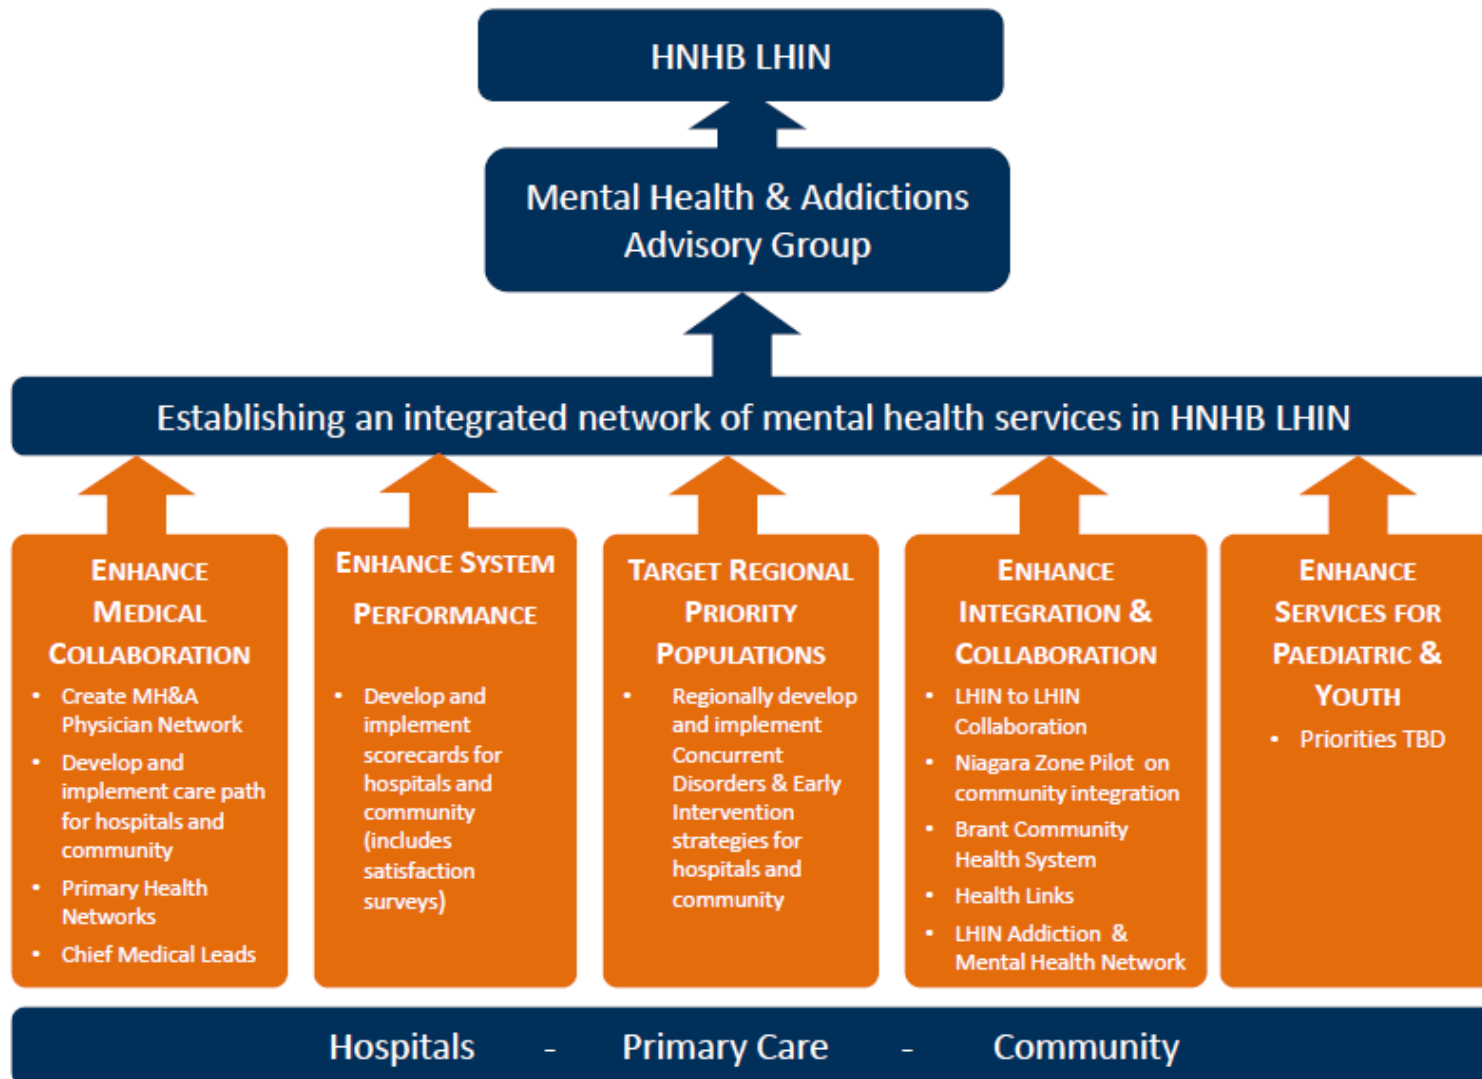 HNHB LHIN
Mental Health & Addictions
Advisory Group
Establishing an integrated network of mental health services in HNHB LHIN
ENHANCE
MEDICAL
COLLABORATION
• Create MH&A
Physician Network
• Develop and
implement care path
for hospitals and
community
• Primary Health
Networks
• Chief Medical Leads
ENHANCE SYSTEM
PERFORMANCE
• Develop and
implement
scorecards for
hospitals and
community
(includes
satisfaction
surveys)
TARGET REGIONAL
PRIORITY
POPULATIONS
• Regionally develop
and implement
Concurrent
Disorders & Early
Intervention
strategies for
hospitals and
community
ENHANCE
INTEGRATION &
COLLABORATION
• LHIN to LHIN
Collaboration
• Niagara Zone Pilot on
community integration
• Brant Community
Health System
• Health Links
• LHIN Addiction &
Mental Health Network
ENHANCE
SERVICES FOR
PAEDIATRIC &
YOUTH
• Priorities TBD
Hospitals - Primary Care - Community